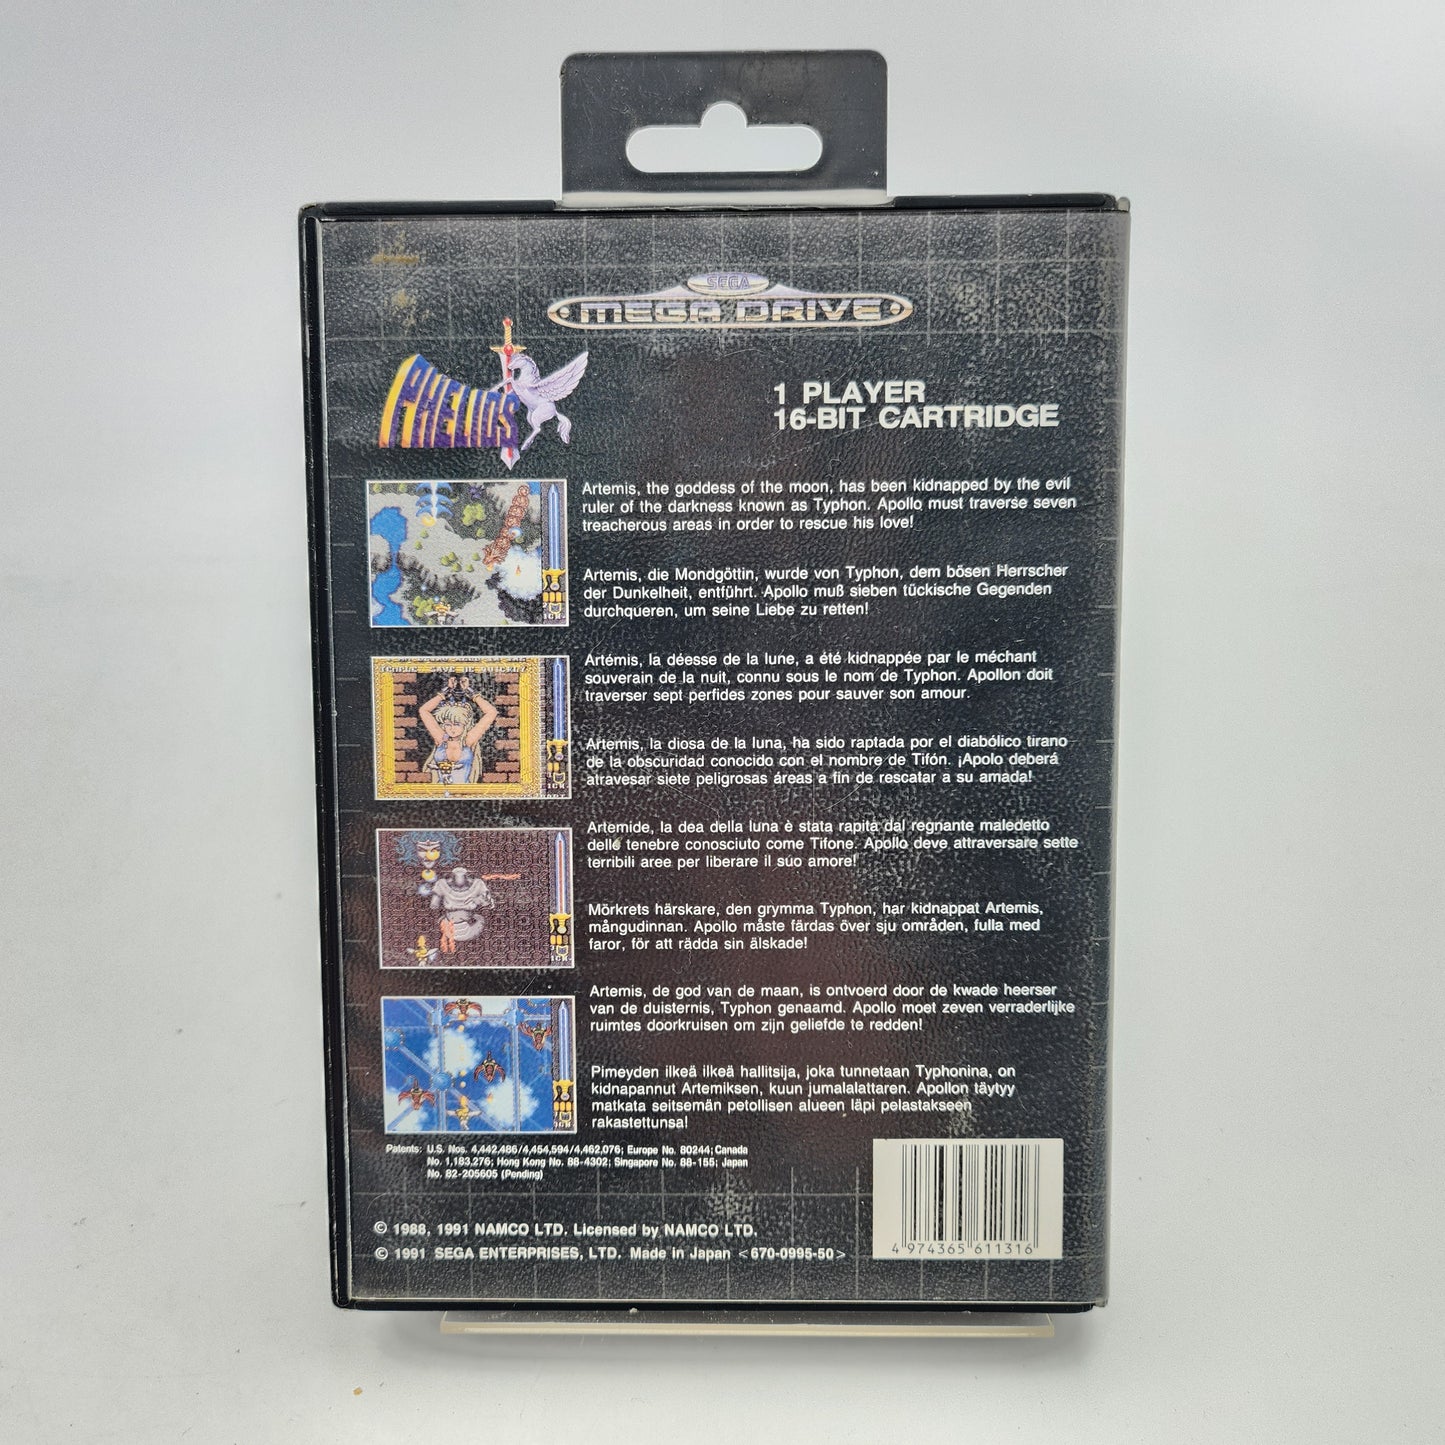 SEGA
MEGA DRIVE
PHELIOS
1 PLAYER
16-BIT CARTRIDGE
Artemis, the goddess of the moon, has been kidnapped by the evil
ruler of the darkness known as Typhon. Apollo must traverse seven
treacherous areas in order to rescue his love!
Artemis, die Mondgöttin, wurde von Typhon, dem bösen Herrscher
der Dunkelheit, entführt. Apollo muß sieben tückische Gegenden
durchqueren, um seine Liebe zu retten!
TEMPLE. SAVE ME QUICKLY
Artémis, la déesse de la lune, a été kidnappée par le méchant
souverain de la nuit, connu sous le nom de Typhon. Apollon doit
traverser sept perfides zones pour sauver son amour.
Artemis, la diosa de la luna, ha sido raptada por el diabólico tirano
de la obscuridad conocido con el nombre de Tifón. ¡Apolo deberá
atravesar siete peligrosas áreas a fin de rescatar a su amada!
Artemide, la dea della luna è stata rapita dal regnante maledetto
delle tenebre conosciuto come Tifone. Apollo deve attraversare sette
terribili aree per liberare il suo amore!
Mörkrets härskare, den grymma Typhon, har kidnappat Artemis,
mångudinnan. Apollo måste färdas över sju områden, fulla med
faror, för att rädda sin älskade!
Artemis, de god van de maan, is ontvoerd door de kwade heerser
van de duisternis, Typhon genaamd. Apollo moet zeven verraderlijke
ruimtes doorkruisen om zijn geliefde te redden!
Pimeyden ilkeä ilkeä hallitsija, joka tunnetaan Typhonina, on
kidnapannut Artemiksen, kuun jumalalattaren. Apollon täytyy
matkata seitsemän petollisen alueen läpi pelastakseen
rakastettunsa!
Patents: U.S. Nos. 4,442,486/4,454,594/4,462,076; Europe No. 80244; Canada
No. 1,183,276; Hong Kong No. 88-4302; Singapore No. 88-155; Japan
No. 82-205605 (Pending)
© 1988, 1991 NAMCO LTD. Licensed by NAMCO LTD.
© 1991 SEGA ENTERPRISES, LTD. Made in Japan <670-0995-50>
4 974365 611316